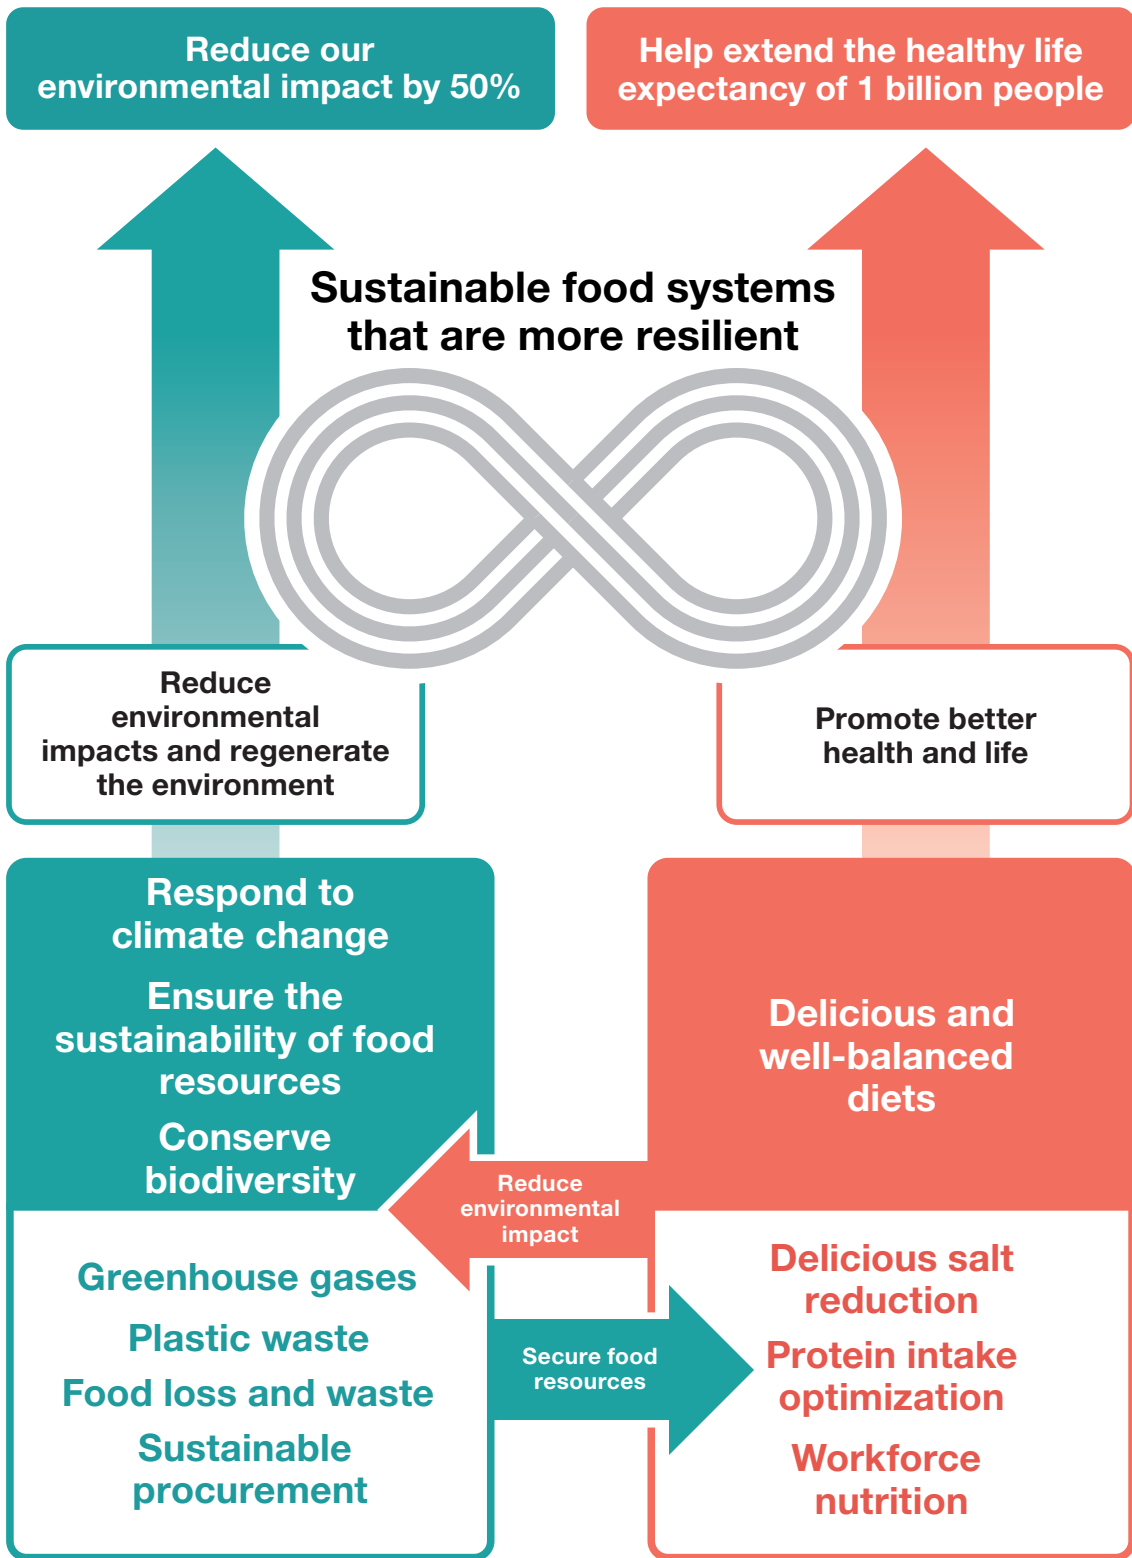 Reduce our
environmental impact by 50%
Help extend the healthy life
expectancy of 1 billion people
Sustainable food systems
that are more resilient
Reduce
environmental
impacts and regenerate
the environment
Promote better
health and life
Respond to
climate change
Ensure the
sustainability of food
resources
Conserve
biodiversity
Delicious and
well-balanced
diets
Reduce
environmental
impact
Greenhouse gases
Plastic waste
Food loss and waste
Sustainable
procurement
Secure food
resources
Delicious salt
reduction
Protein intake
optimization
Workforce
nutrition